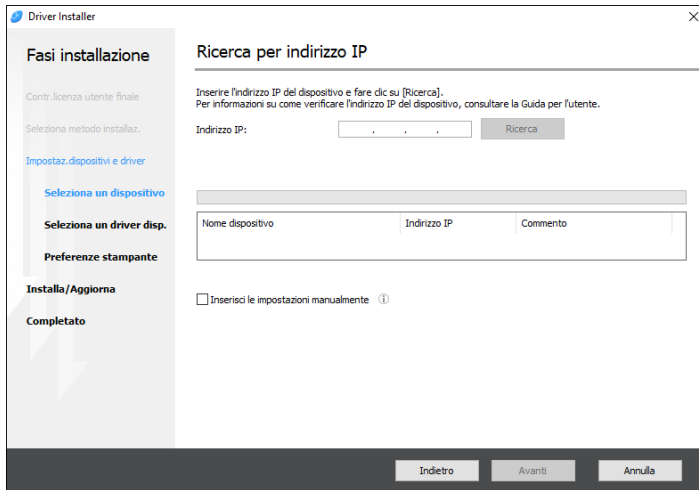 Driver Installer
Fasi installazione
Contr.licenza utente finale
Seleziona metodo installaz.
Impostaz.dispositivi e driver
Seleziona un dispositivo
Seleziona un driver disp.
Preferenze stampante
Installa/Aggiorna
Completato
Ricerca per indirizzo IP
Inserire l'indirizzo IP del dispositivo e fare clic su [Ricerca].
Per informazioni su come verificare l'indirizzo IP del dispositivo, consultare la Guida per l'utente.
Indirizzo IP: . . . Ricerca
Nome dispositivo Indirizzo IP Commento
Inserisci le impostazioni manualmente
Indietro Avanti Annulla